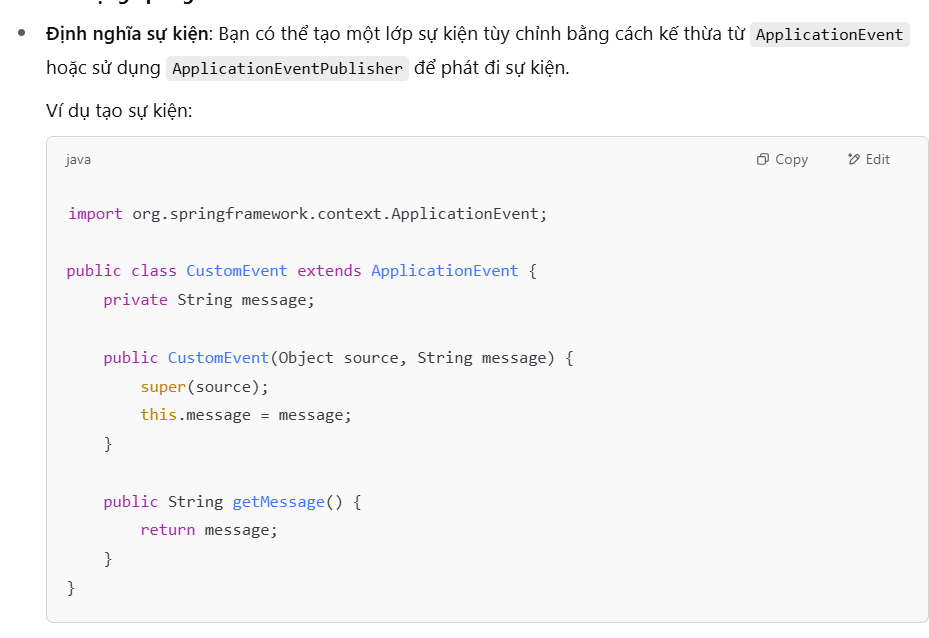 Định nghĩa sự kiện: Bạn có thể tạo một lớp sự kiện tùy chỉnh bằng cách kế thừa từ ApplicationEvent
hoặc sử dụng ApplicationEventPublisher để phát đi sự kiện.
Ví dụ tạo sự kiện:
java
Copy
Edit
import org.springframework.context.ApplicationEvent;
public class CustomEvent extends ApplicationEvent {
    private String message;
    public CustomEvent(Object source, String message) {
        super(source);
        this.message = message;
    }
    public String getMessage() {
        return message;
    }
}